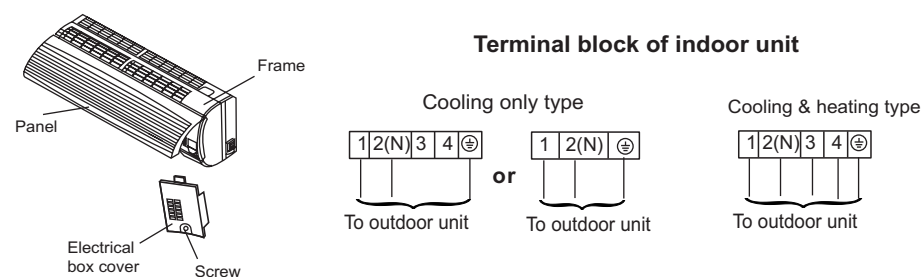 Terminal block of indoor unit
Frame
Panel
Electrical
box cover
Screw
Cooling only type
1 2(N) 3 4 ⏚
To outdoor unit
or
1 2(N) ⏚
To outdoor unit
Cooling & heating type
1 2(N) 3 4 ⏚
To outdoor unit